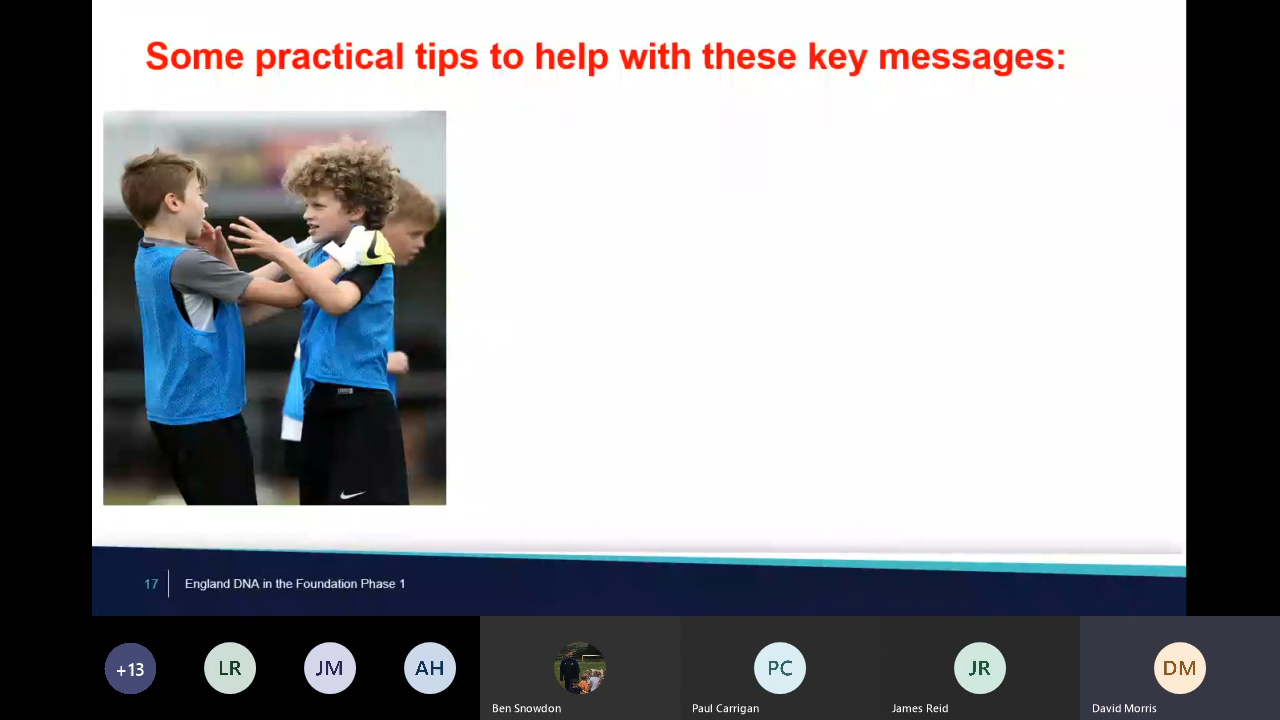 Some practical tips to help with these key messages:
17
England DNA in the Foundation Phase 1
+13
LR
JM
AH
PC
JR
DM
Ben Snowdon
Paul Carrigan
James Reid
David Morris